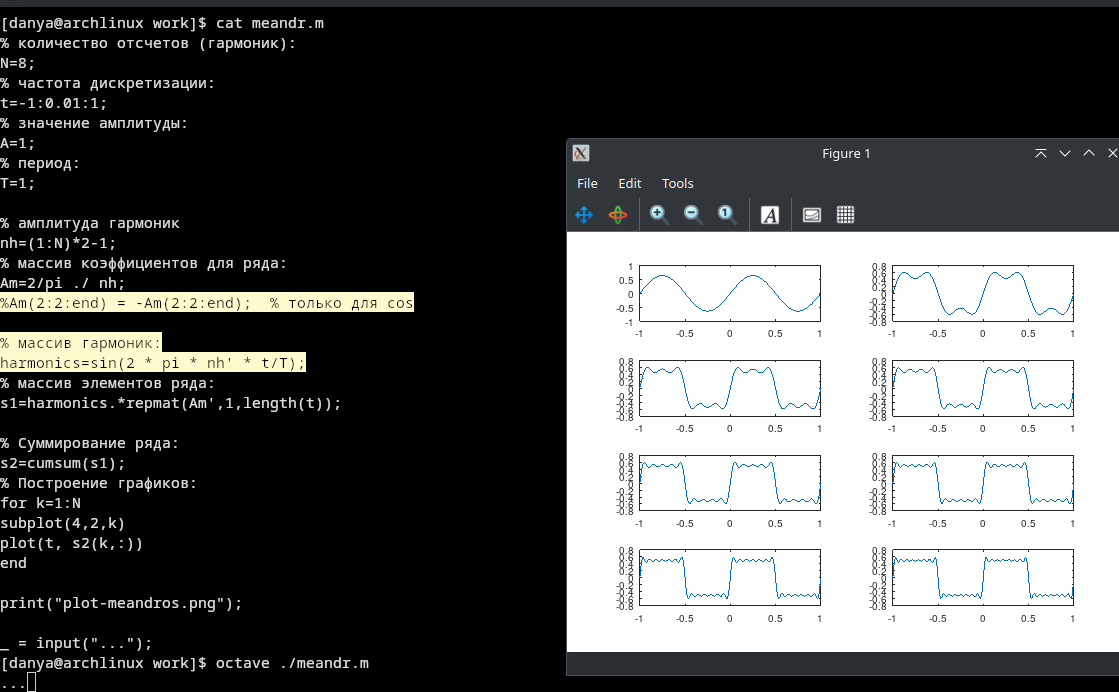 [danya@archlinux work]$ cat meandr.m
% количество отсчетов (гармоник):
N=8;
% частота дискретизации:
t=-1:0.01:1;
% значение амплитуды:
A=1;
% период:
T=1;
% амплитуда гармоник
nh=(1:N)*2-1;
% массив коэффициентов для ряда:
Am=2/pi ./ nh;
%Am(2:2:end) = -Am(2:2:end);  % только для cos
% массив гармоник:
harmonics=sin(2 * pi * nh' * t/T);
% массив элементов ряда:
s1=harmonics.*repmat(Am',1,length(t));
% Суммирование ряда:
s2=cumsum(s1);
% Построение графиков:
for k=1:N
subplot(4,2,k)
plot(t, s2(k,:))
end
print("plot-meandros.png");
_ = input("...");
[danya@archlinux work]$ octave ./meandr.m
...
Figure 1
File Edit Tools
1
A
1
0.5
0
-0.5
-1
-1 -0.5 0 0.5 1
0.8
0.6
0.4
0.2
0
-0.2
-0.4
-0.6
-0.8
-1 -0.5 0 0.5 1
0.8
0.6
0.4
0.2
0
-0.2
-0.4
-0.6
-0.8
-1 -0.5 0 0.5 1
0.8
0.6
0.4
0.2
0
-0.2
-0.4
-0.6
-0.8
-1 -0.5 0 0.5 1
0.8
0.6
0.4
0.2
0
-0.2
-0.4
-0.6
-0.8
-1 -0.5 0 0.5 1
0.8
0.6
0.4
0.2
0
-0.2
-0.4
-0.6
-0.8
-1 -0.5 0 0.5 1
0.8
0.6
0.4
0.2
0
-0.2
-0.4
-0.6
-0.8
-1 -0.5 0 0.5 1
0.8
0.6
0.4
0.2
0
-0.2
-0.4
-0.6
-0.8
-1 -0.5 0 0.5 1